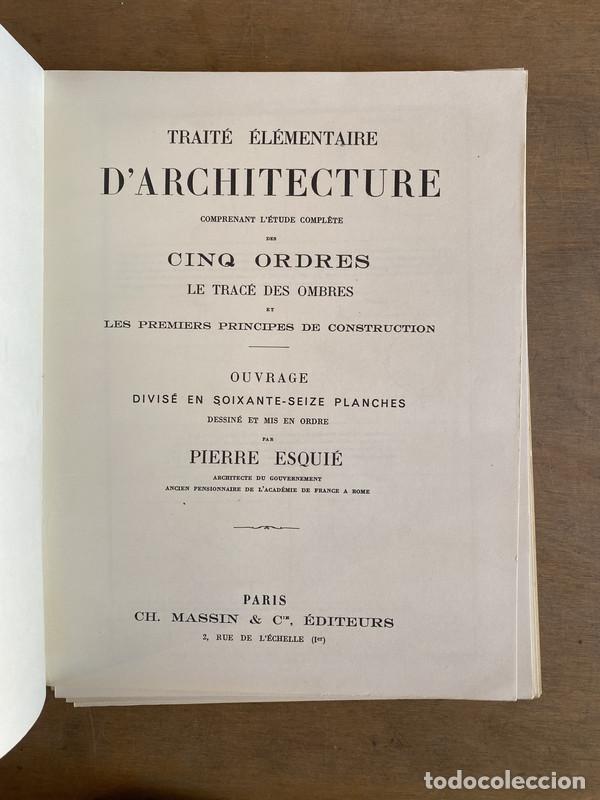 TRAITÉ ÉLÉMENTAIRE
D'ARCHITECTURE
COMPRENANT L'ÉTUDE COMPLÈTE
DES
CINQ ORDRES
LE TRACÉ DES OMBRES
ET
LES PREMIERS PRINCIPES DE CONSTRUCTION
OUVRAGE
DIVISÉ EN SOIXANTE-SEIZE PLANCHES
DESSINÉ ET MIS EN ORDRE
PAR
PIERRE ESQUIÉ
ARCHITECTE DU GOUVERNEMENT
ANCIEN PENSIONNAIRE DE L'ACADÉMIE DE FRANCE A ROME
PARIS
CH. MASSIN & Cie, ÉDITEURS
2, RUE DE L'ÉCHELLE (Ier)
todocoleccion